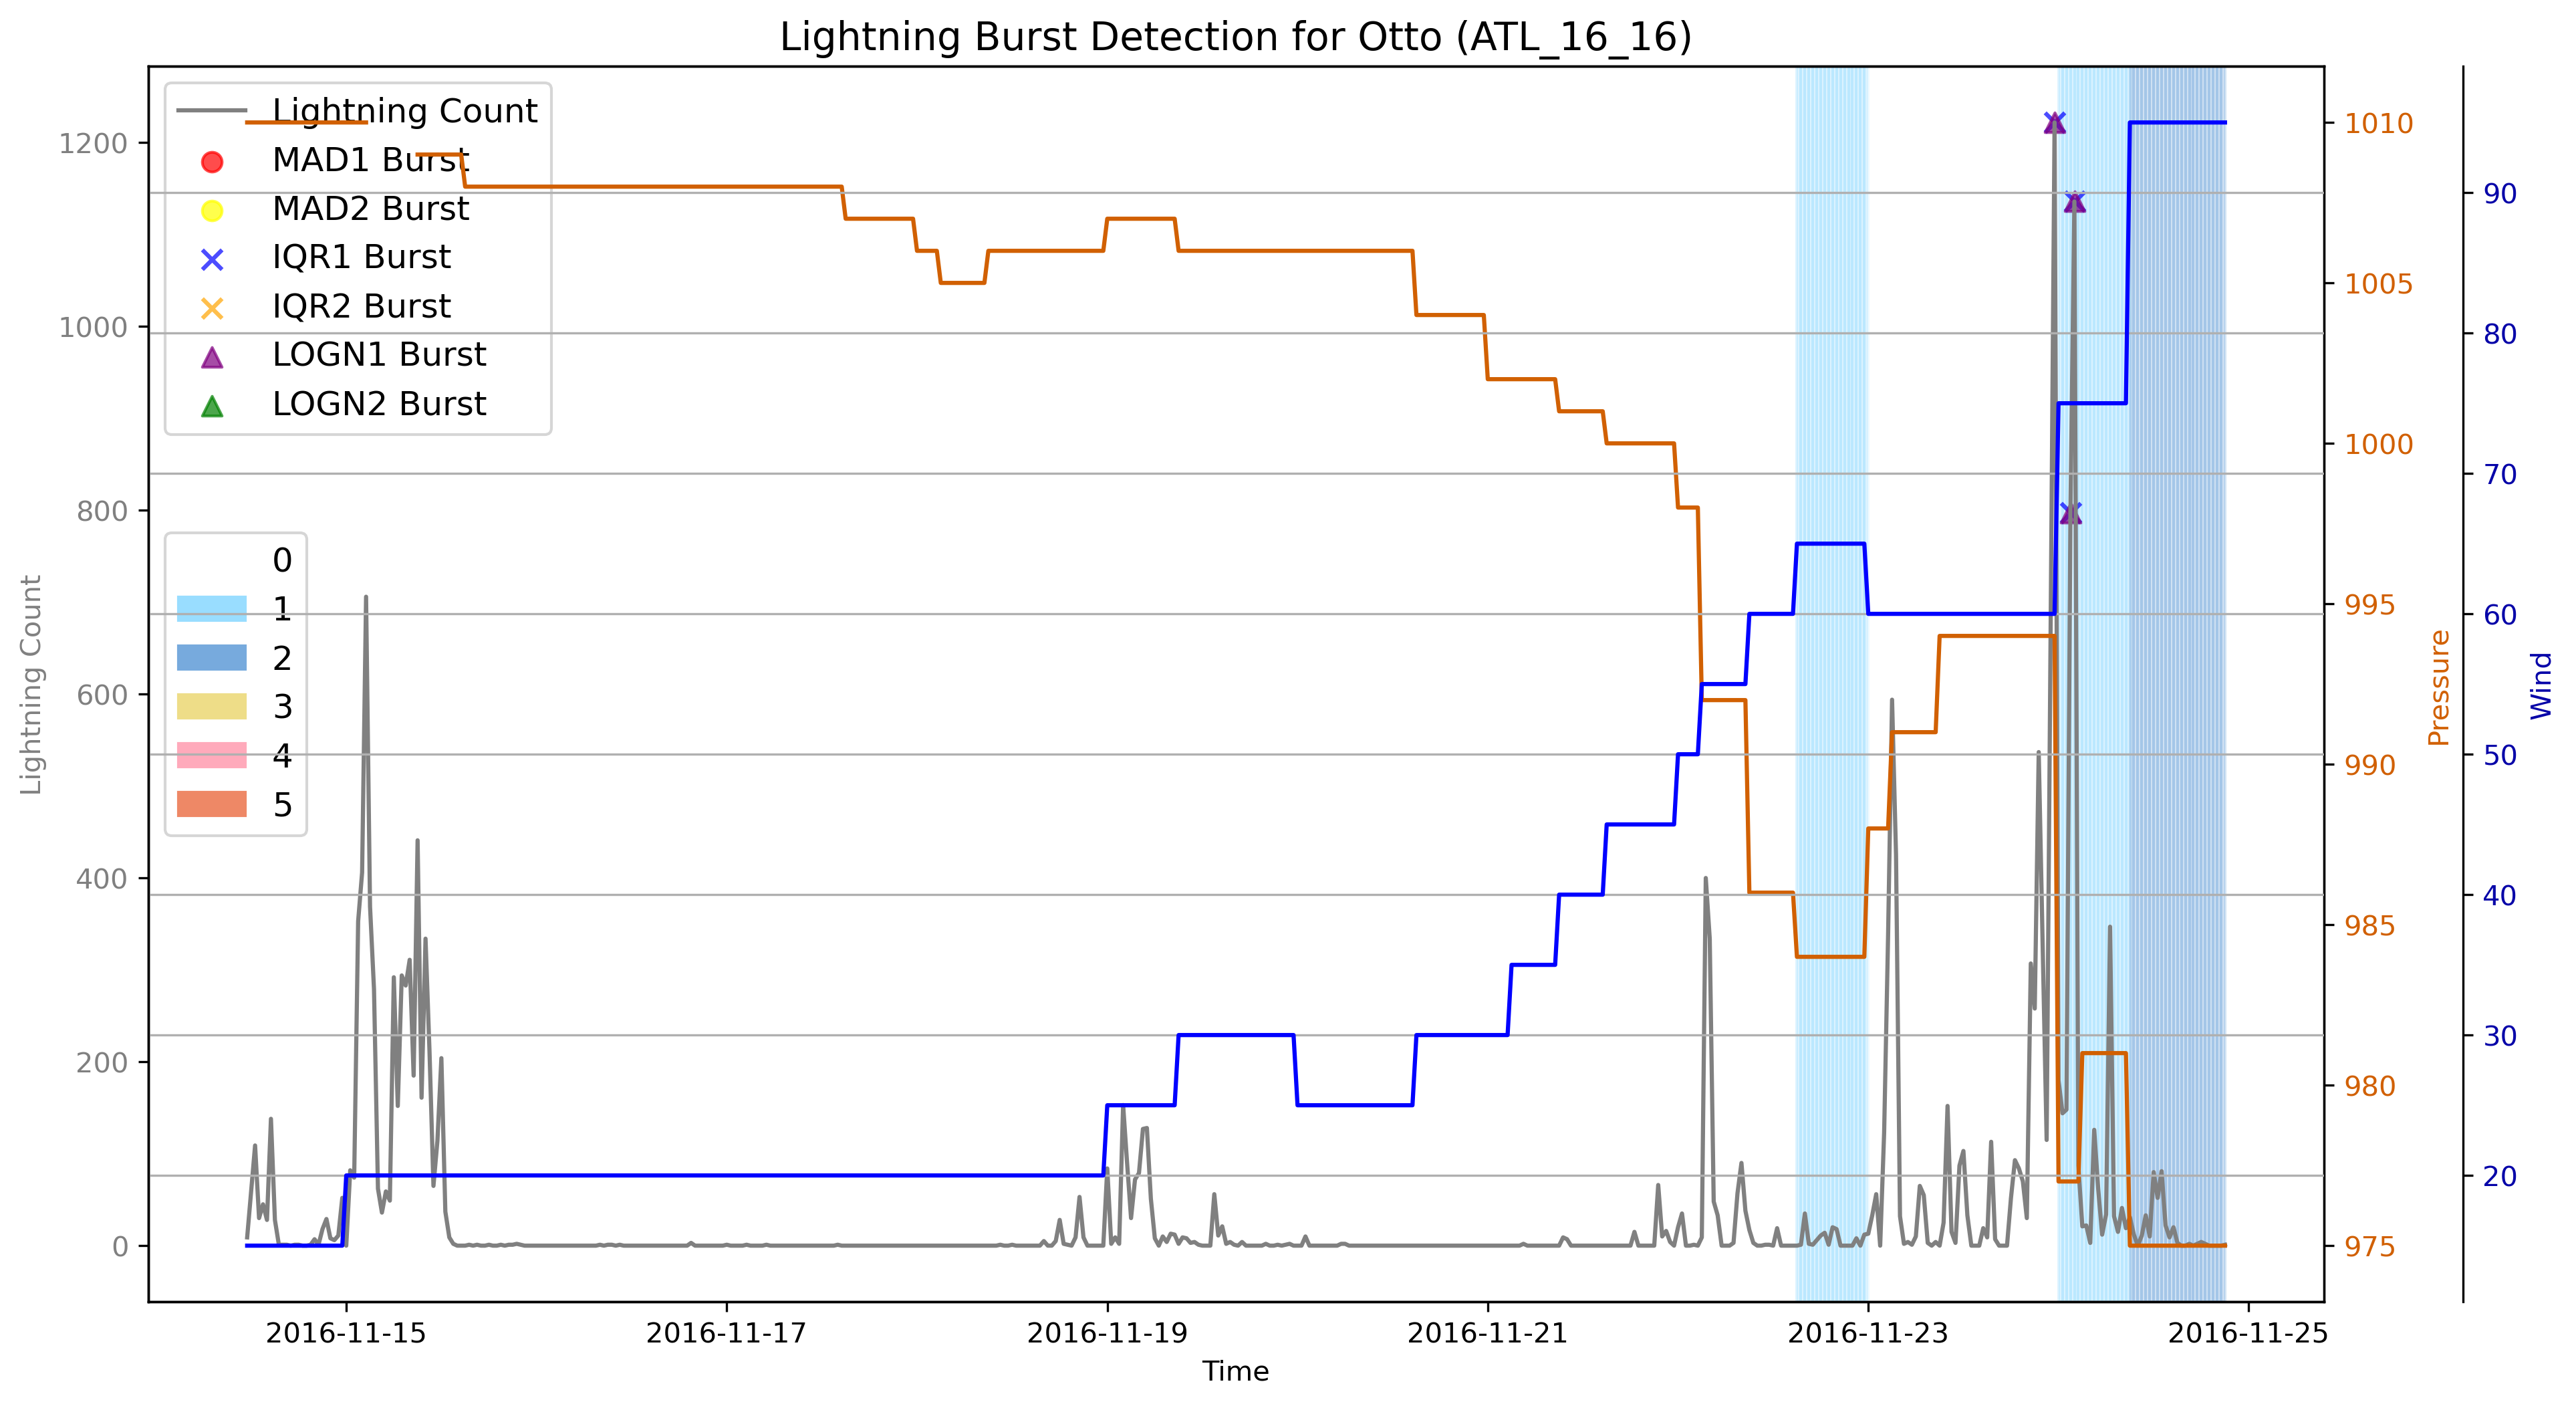 Lightning Burst Detection for Otto (ATL_16_16)
Lightning Count
MAD1 Burst
MAD2 Burst
IQR1 Burst
IQR2 Burst
LOGN1 Burst
LOGN2 Burst
0
1
2
3
4
5
Lightning Count
1200
1000
800
600
400
200
0
1010
1005
1000
995
990
985
980
975
Pressure
90
80
70
60
50
40
30
20
Wind
2016-11-15
2016-11-17
2016-11-19
2016-11-21
2016-11-23
2016-11-25
Time